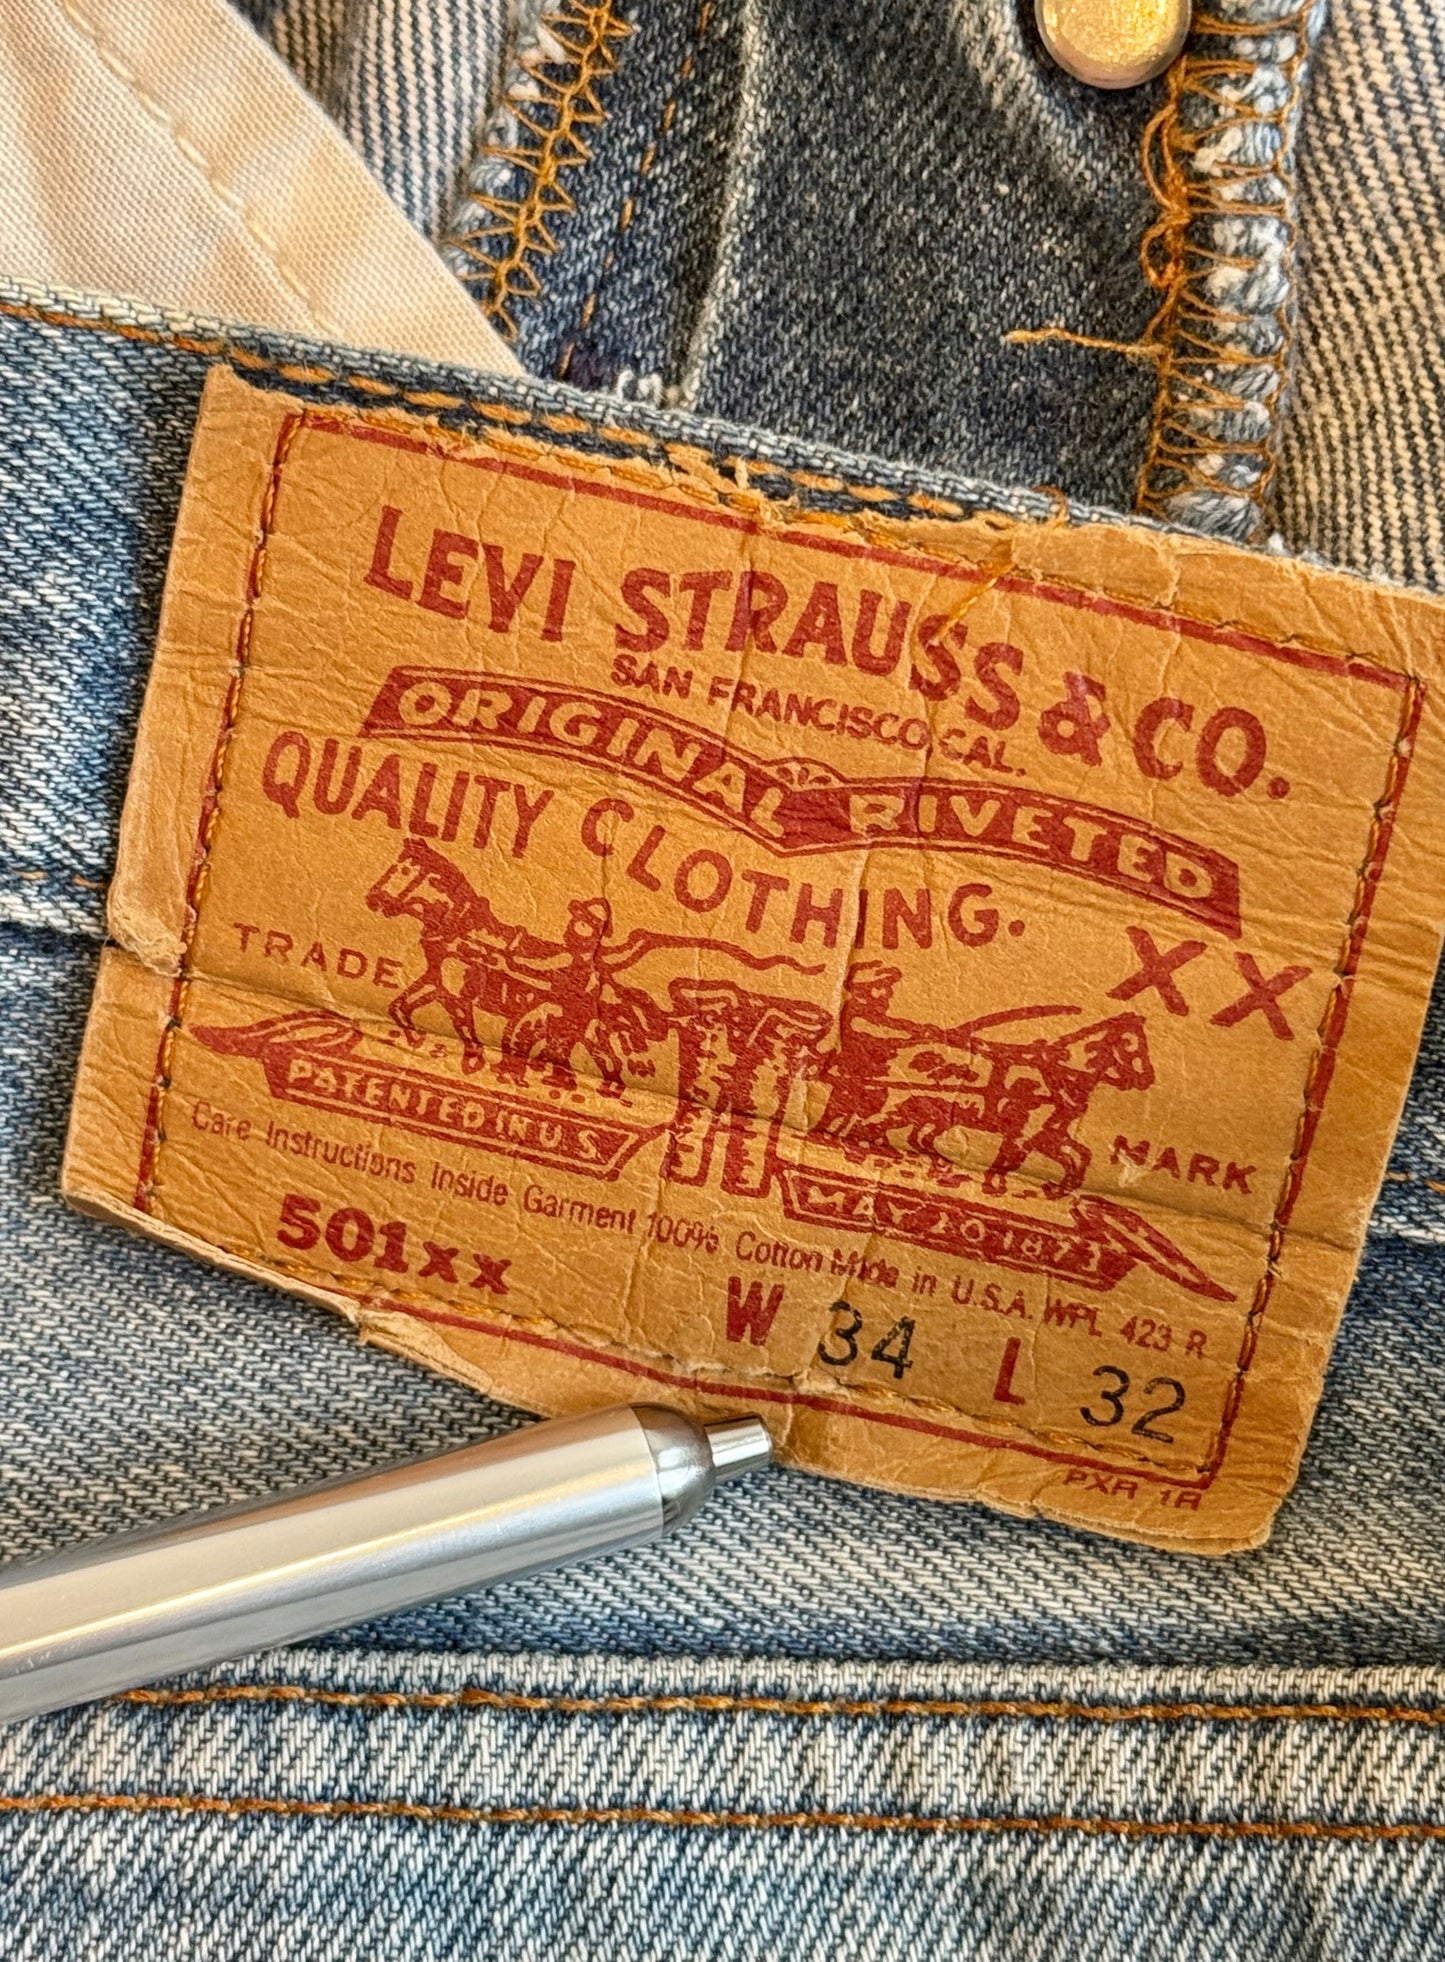 LEVI STRAUSS & CO.
SAN FRANCISCO, CAL.
ORIGINAL RIVETED
QUALITY CLOTHING.
XX
TRADE MARK
PATENTED IN U.S.
MAY 20 1873
Care Instructions Inside Garment 100% Cotton Made in U.S.A. WPL 423 R
501xx W 34 L 32
PXR 1R